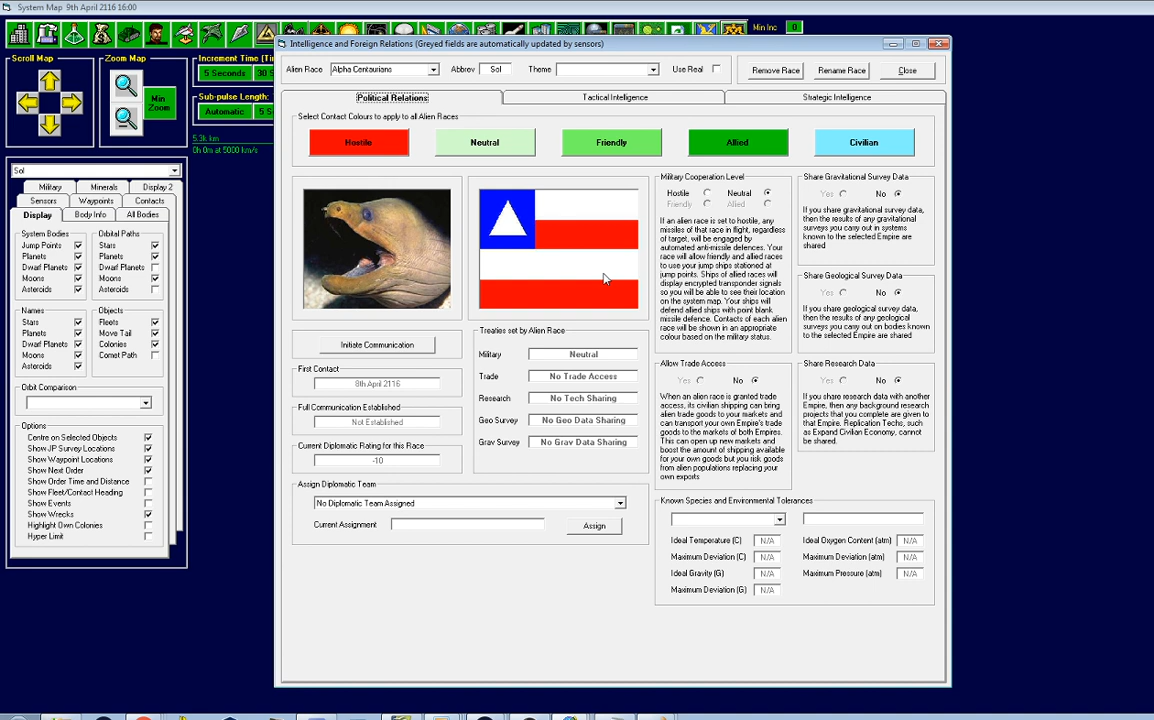 System Map  9th April 2116 16:00
Min Inc
0
Scroll Map
Zoom Map
Min
Zoom
Increment Time
5 Seconds
30 S
Sub-pulse Length:
Automatic
5 S
5.3k km
0h 0m at 5000 km/s
Sol
Military
Minerals
Display 2
Sensors
Waypoints
Contacts
Display
Body Info
All Bodies
System Bodies
Jump Points
Planets
Dwarf Planets
Moons
Asteroids
Orbital Paths
Stars
Planets
Dwarf Planets
Moons
Asteroids
Names
Stars
Planets
Dwarf Planets
Moons
Asteroids
Objects
Fleets
Move Tail
Colonies
Comet Path
Orbit Comparison
Options
Centre on Selected Objects
Show JP Survey Locations
Show Waypoint Locations
Show Next Order
Show Order Time and Distance
Show Fleet/Contact Heading
Show Events
Show Wrecks
Highlight Own Colonies
Hyper Limit
Intelligence and Foreign Relations (Greyed fields are automatically updated by sensors)
Alien Race
Alpha Centaurians
Abbrev
Sol
Theme
Use Real
Remove Race
Rename Race
Close
Political Relations
Tactical Intelligence
Strategic Intelligence
Select Contact Colours to apply to all Alien Races
Hostile
Neutral
Friendly
Allied
Civilian
Initiate Communication
First Contact
8th April 2116
Full Communication Established
Not Established
Current Diplomatic Rating for this Race
-10
Treaties set by Alien Race
Military
Neutral
Trade
No Trade Access
Research
No Tech Sharing
Geo Survey
No Geo Data Sharing
Grav Survey
No Grav Data Sharing
Assign Diplomatic Team
No Diplomatic Team Assigned
Current Assignment
Assign
Military Cooperation Level
Hostile
Neutral
Friendly
Allied
If an alien race is set to hostile, any
missiles of that race in flight, regardless
of target, will be engaged by
automated anti-missile defences. Your
race will allow friendly and allied races
to use your jump ships stationed at
jump points. Ships of allied races will
display encrypted transponder signals
so you will be able to see their location
on the system map. Your ships will
defend allied ships with point blank
missile defence. Contacts of each alien
race will be shown in an appropriate
colour based on the military status.
Allow Trade Access
Yes
No
When an alien race is granted trade
access, its civilian shipping can bring
alien trade goods to your markets and
can transport your own Empire's trade
goods to the markets of both Empires.
This can open up new markets and
boost the amount of shipping available
for your own goods but you risk goods
from alien populations replacing your
own exports
Share Gravitational Survey Data
Yes
No
If you share gravitational survey data,
then the results of any gravitational
surveys you carry out in systems
known to the selected Empire are
shared
Share Geological Survey Data
Yes
No
If you share geological survey data,
then the results of any geological
surveys you carry out on bodies known
to the selected Empire are shared
Share Research Data
Yes
No
If you share research data with another
Empire, then any background research
projects that you complete are given to
that Empire. Replication Techs, such
as Expand Civilian Economy, cannot
be shared.
Known Species and Environmental Tolerances
Ideal Temperature (C)
N/A
Maximum Deviation (C)
N/A
Ideal Gravity (G)
N/A
Maximum Deviation (G)
N/A
Ideal Oxygen Content (atm)
N/A
Maximum Deviation (atm)
N/A
Maximum Pressure (atm)
N/A